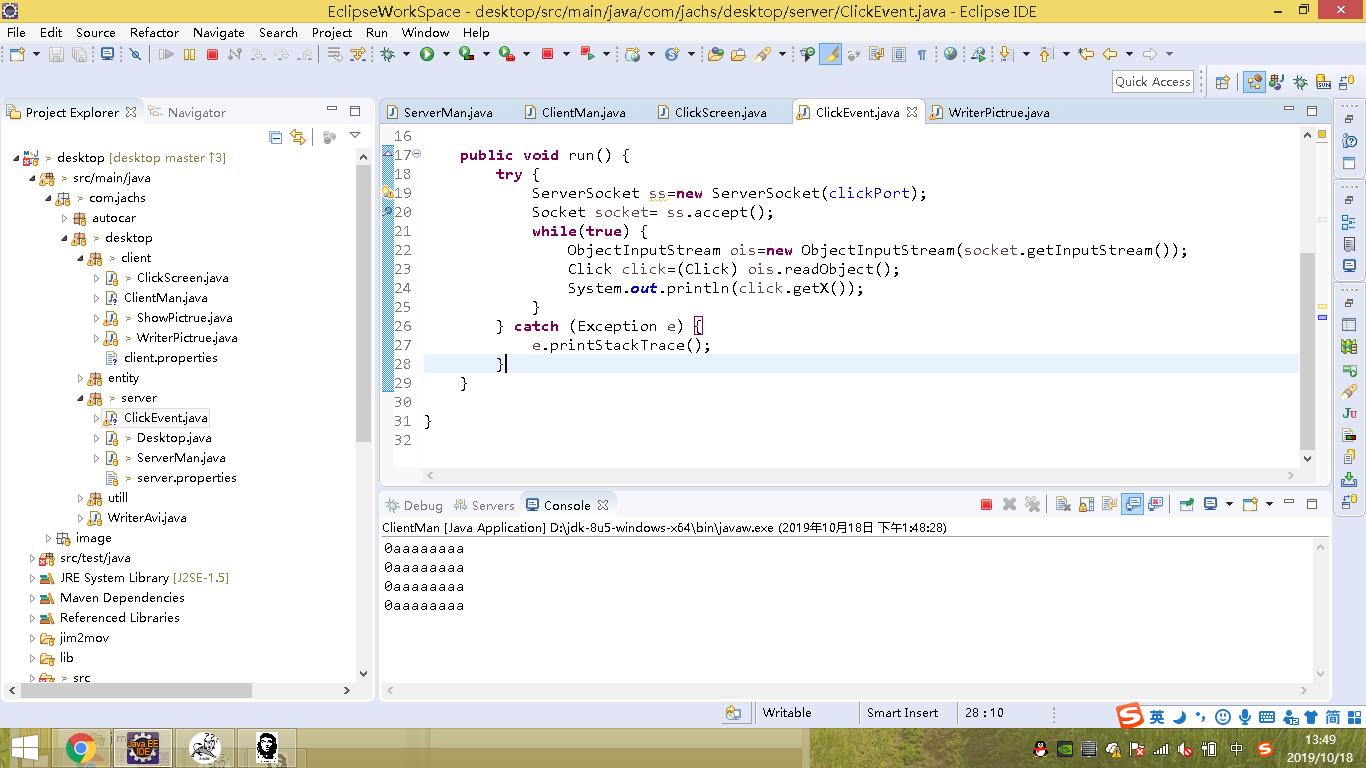 EclipseWorkSpace - desktop/src/main/java/com/jachs/desktop/server/ClickEvent.java - Eclipse IDE
File Edit Source Refactor Navigate Search Project Run Window Help
Quick Access
Project Explorer Navigator
> desktop [desktop master ↑3]
> src/main/java
> com.jachs
autocar
> desktop
> client
> ClickScreen.java
ClientMan.java
> ShowPictrue.java
> WriterPictrue.java
client.properties
entity
> server
ClickEvent.java
> Desktop.java
> ServerMan.java
> server.properties
utill
WriterAvi.java
image
src/test/java
JRE System Library [J2SE-1.5]
Maven Dependencies
Referenced Libraries
jim2mov
lib
> src
ServerMan.java ClientMan.java ClickScreen.java ClickEvent.java WriterPictrue.java
16
17 public void run() {
18 try {
19 ServerSocket ss=new ServerSocket(clickPort);
20 Socket socket= ss.accept();
21 while(true) {
22 ObjectInputStream ois=new ObjectInputStream(socket.getInputStream());
23 Click click=(Click) ois.readObject();
24 System.out.println(click.getX());
25 }
26 } catch (Exception e) {
27 e.printStackTrace();
28 }
29 }
30
31 }
32
Debug Servers Console
ClientMan [Java Application] D:\jdk-8u5-windows-x64\bin\javaw.exe (2019年10月18日 下午1:48:28)
0aaaaaaaa
0aaaaaaaa
0aaaaaaaa
0aaaaaaaa
Writable Smart Insert 28 : 10
英 简
Java EE IDE
中
13:49
2019/10/18